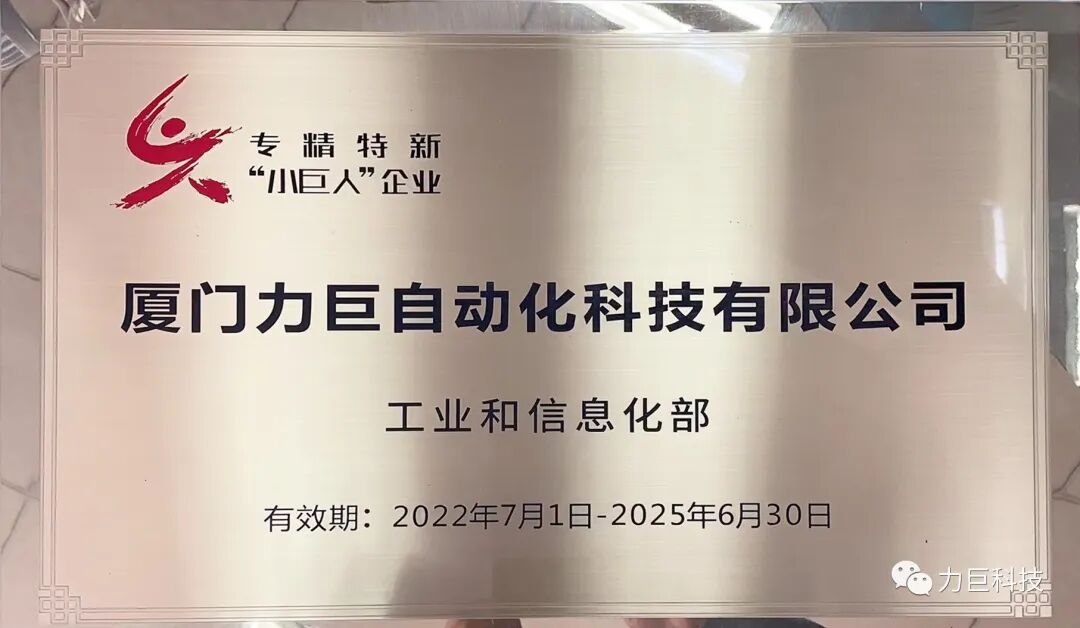 专精特新
“小巨人”企业
厦门力巨自动化科技有限公司
工业和信息化部
有效期：2022年7月1日-2025年6月30日
力巨科技